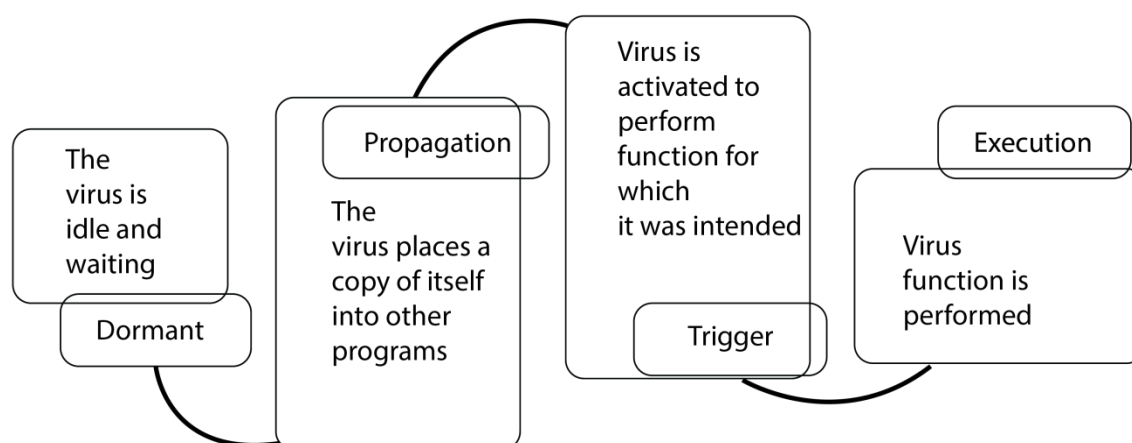 The
virus is
idle and
waiting
Dormant
Propagation
The
virus places a
copy of itself
into other
programs
Virus is
activated to
perform
function for
which
it was intended
Trigger
Execution
Virus
function is
performed